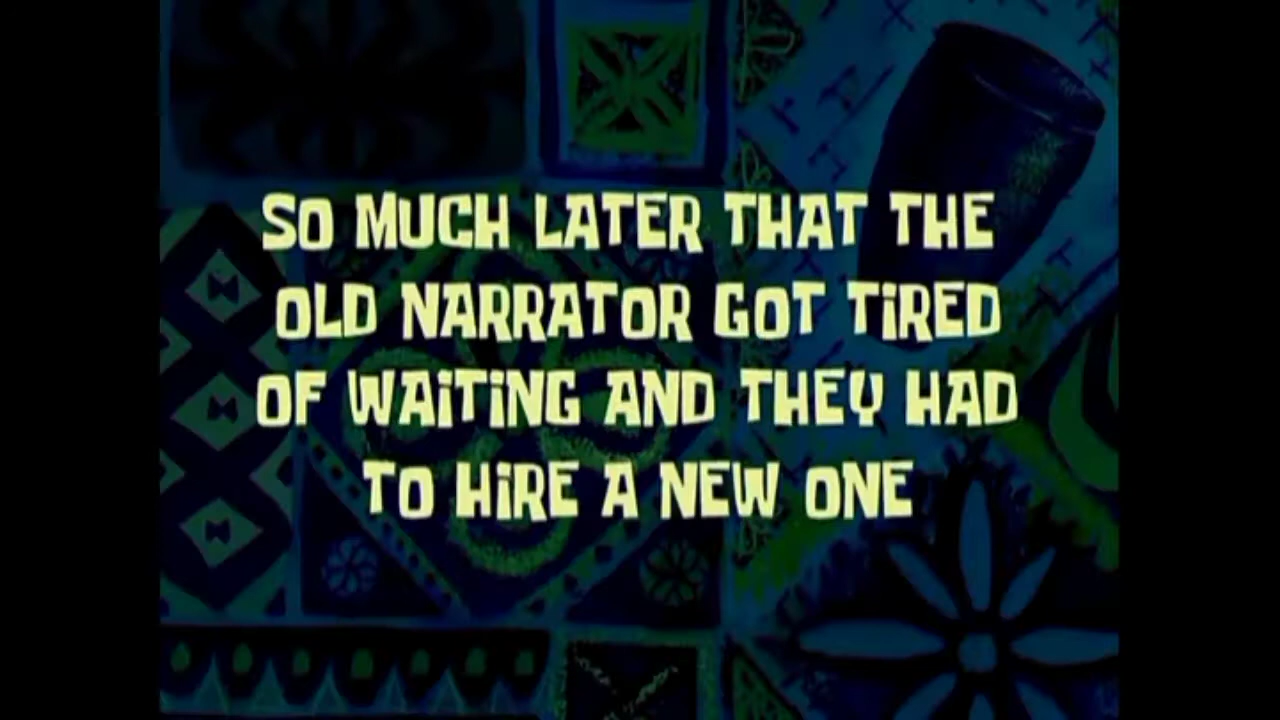 SO MUCH LATER THAT THE
OLD NARRATOR GOT TiRED
OF WAiTiNG AND THEY HAD
TO HiRE A NEW ONE